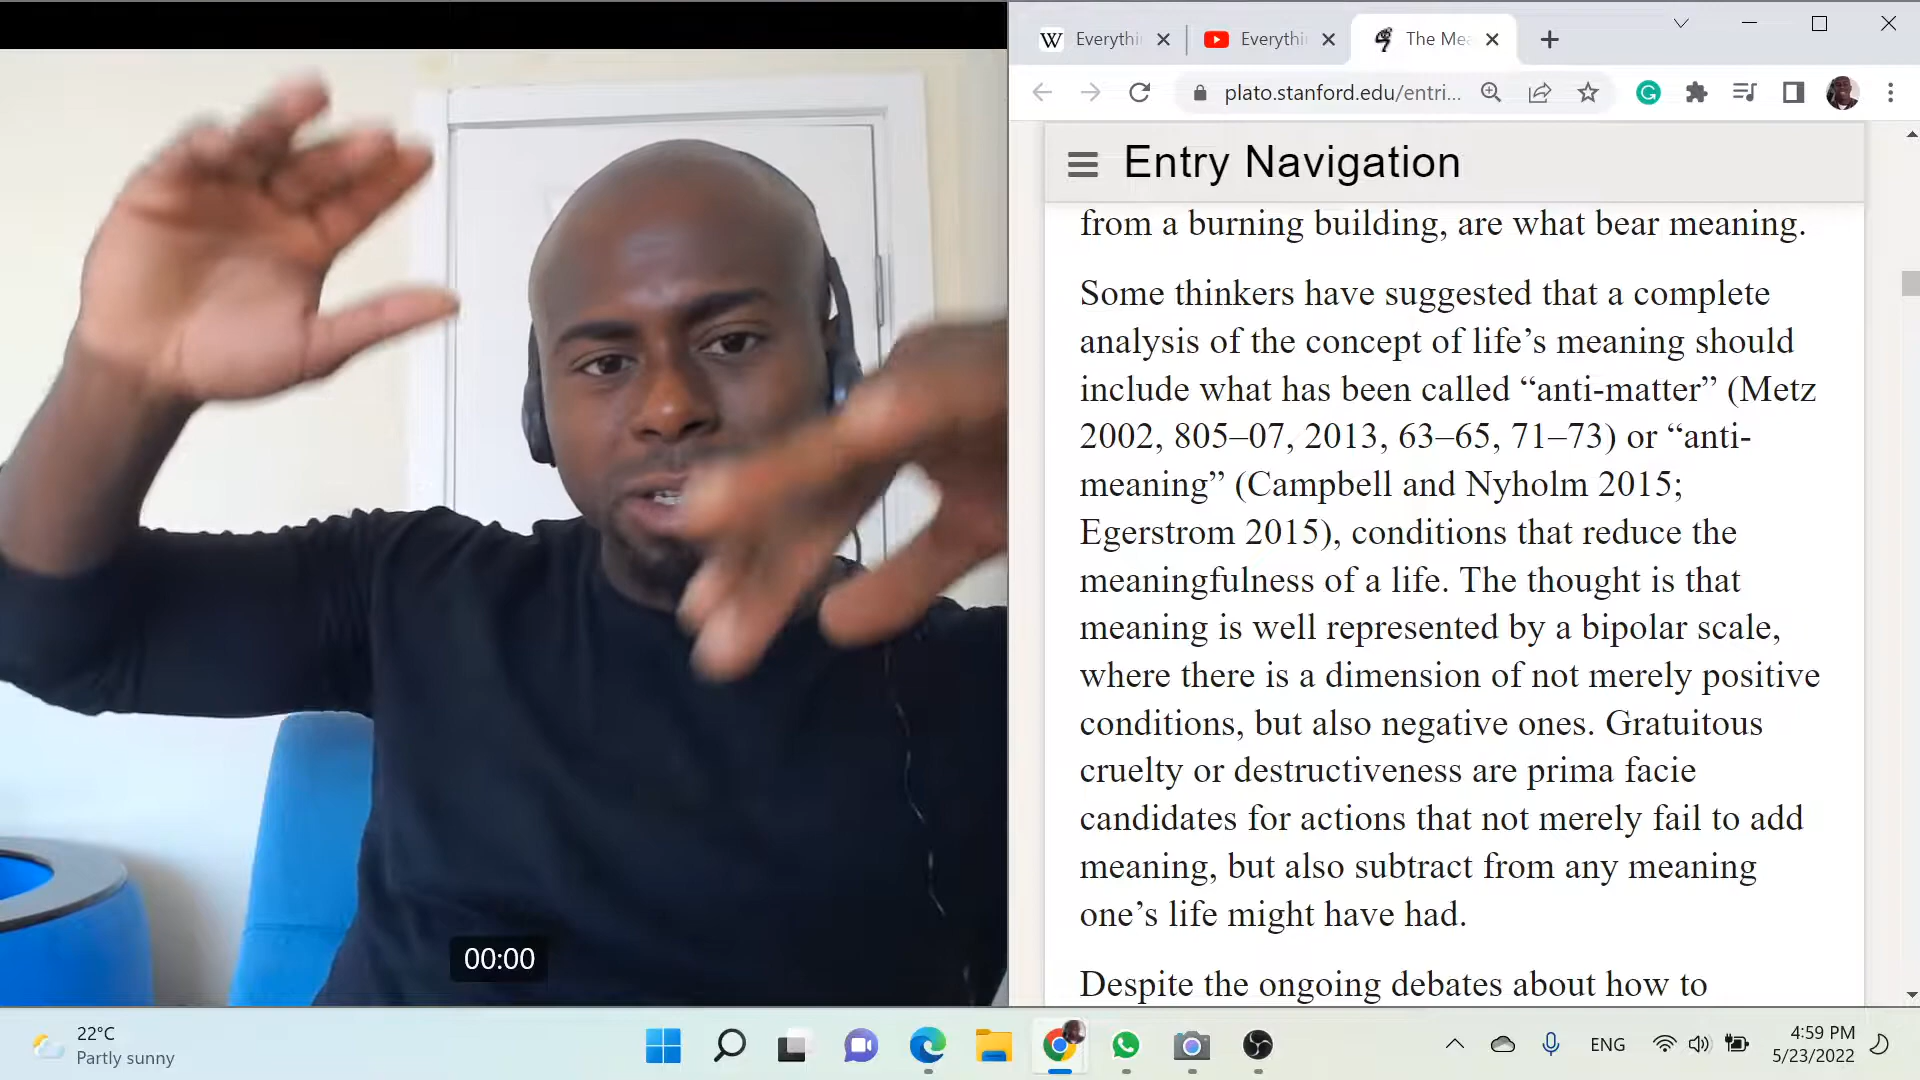 Everythi
Everythi
The Mea
plato.stanford.edu/entri...
Entry Navigation
from a burning building, are what bear meaning.
Some thinkers have suggested that a complete
analysis of the concept of life’s meaning should
include what has been called “anti-matter” (Metz
2002, 805–07, 2013, 63–65, 71–73) or “anti-
meaning” (Campbell and Nyholm 2015;
Egerstrom 2015), conditions that reduce the
meaningfulness of a life. The thought is that
meaning is well represented by a bipolar scale,
where there is a dimension of not merely positive
conditions, but also negative ones. Gratuitous
cruelty or destructiveness are prima facie
candidates for actions that not merely fail to add
meaning, but also subtract from any meaning
one’s life might have had.
Despite the ongoing debates about how to
00:00
22°C
Partly sunny
ENG
4:59 PM
5/23/2022